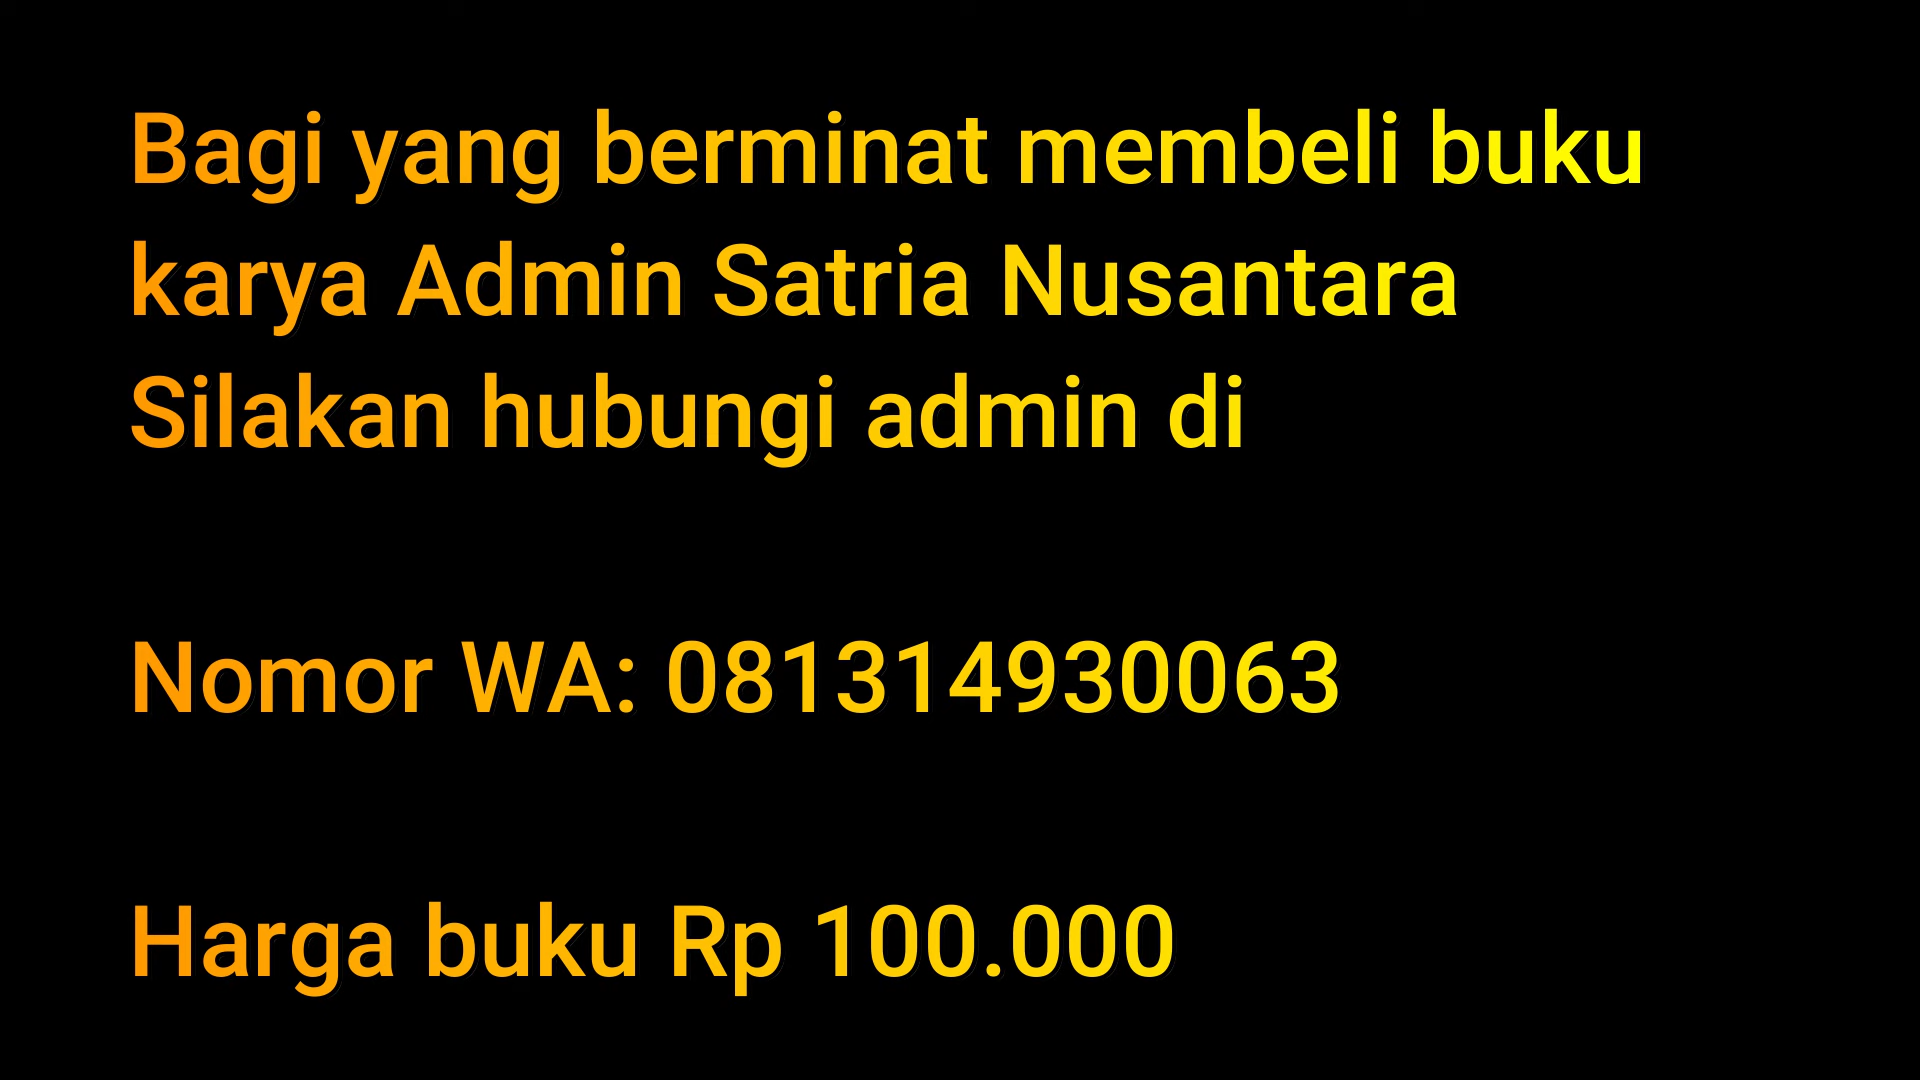 Bagi yang berminat membeli buku
karya Admin Satria Nusantara
Silakan hubungi admin di
Nomor WA: 081314930063
Harga buku Rp 100.000